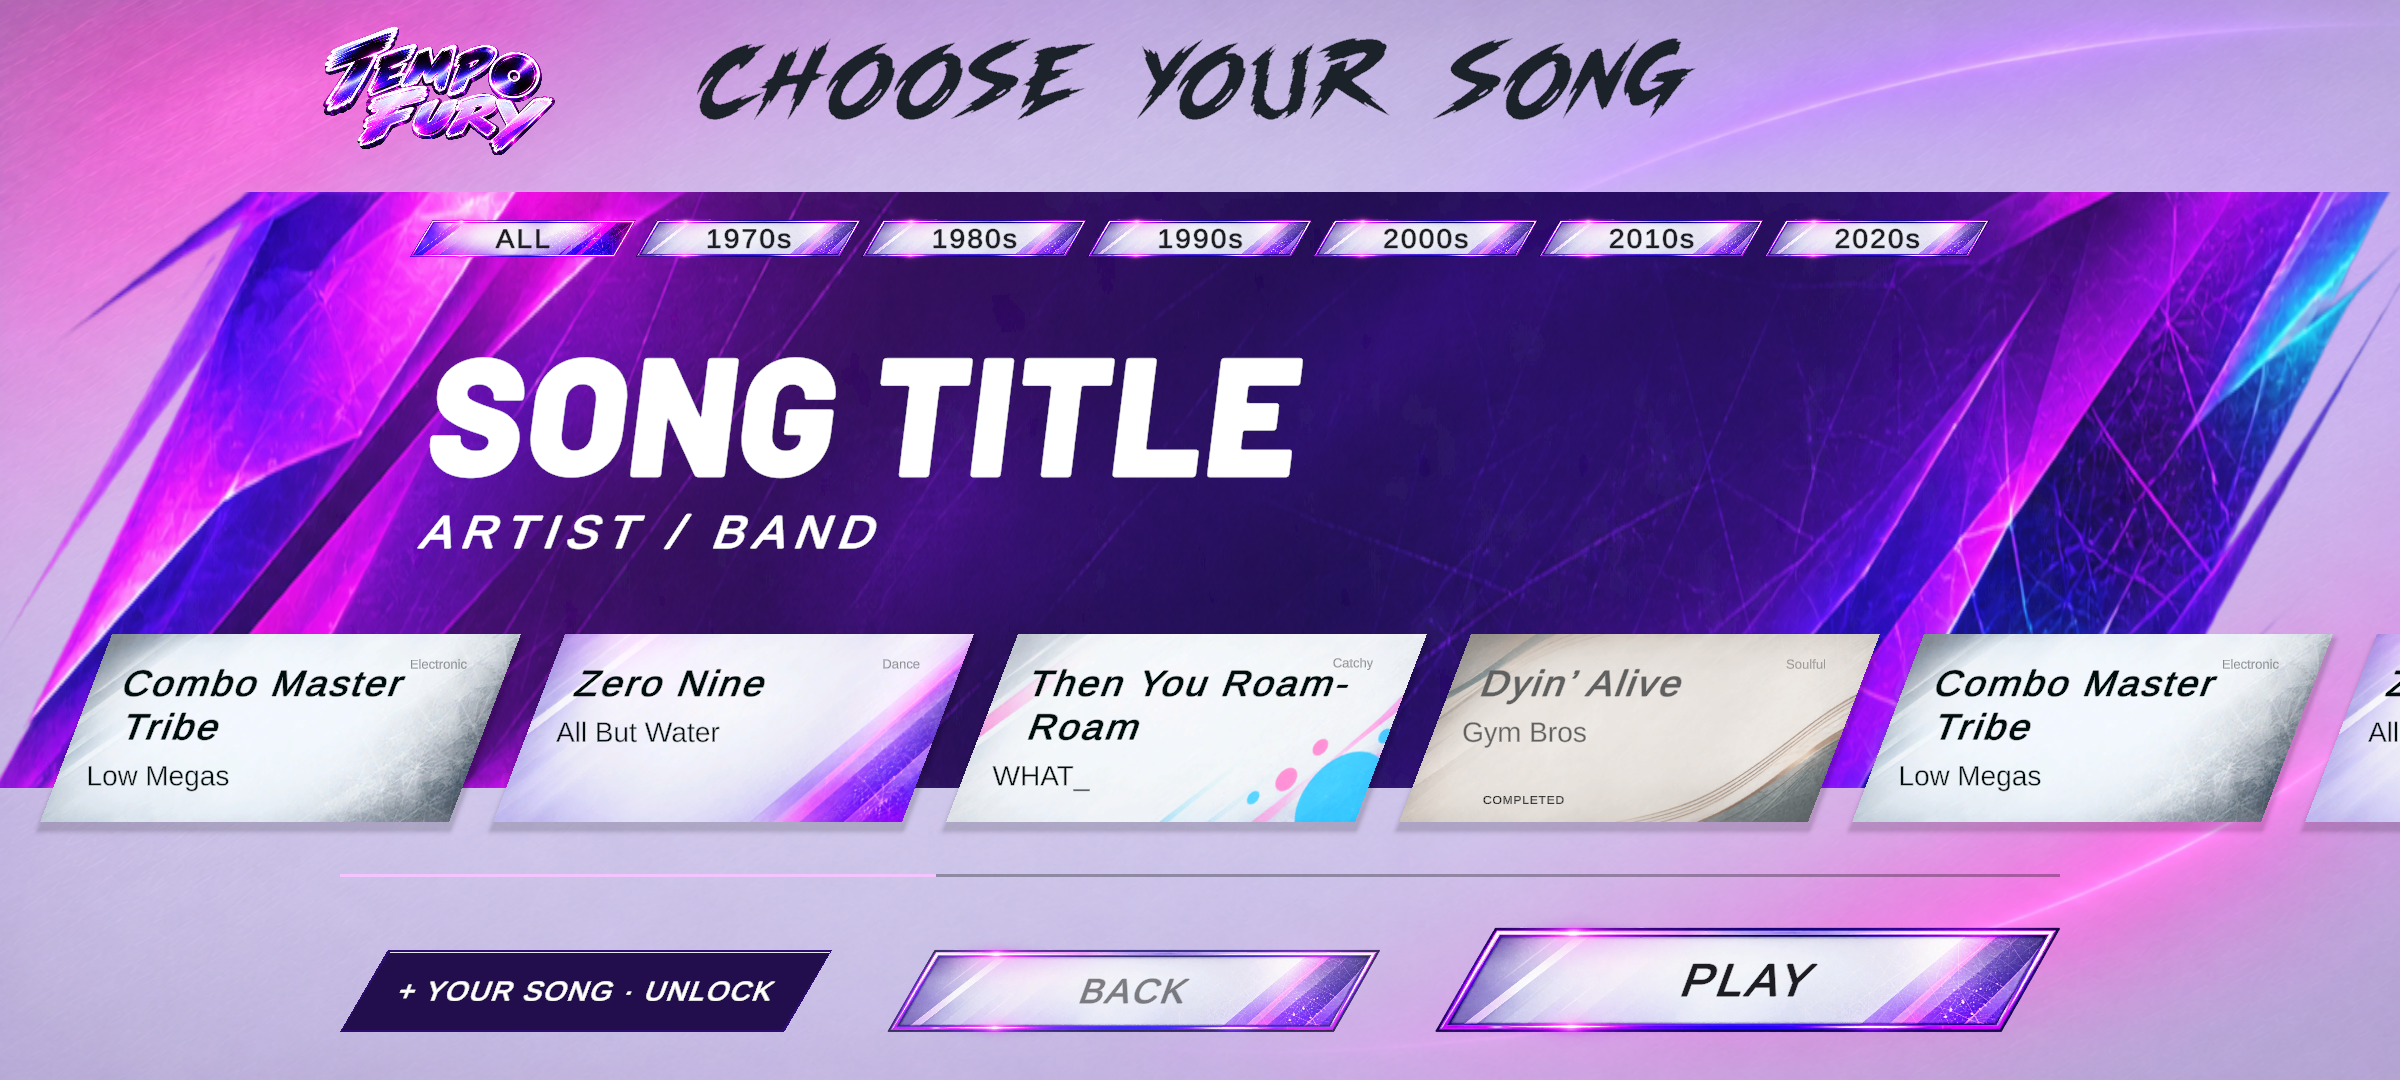 TEMPO
FURY
CHOOSE YOUR SONG
ALL
1970s
1980s
1990s
2000s
2010s
2020s
SONG TITLE
ARTIST / BAND
Combo Master
Tribe
Electronic
Low Megas
Zero Nine
Dance
All But Water
Then You Roam-
Roam
Catchy
WHAT_
Dyin’ Alive
Soulful
Gym Bros
COMPLETED
Combo Master
Tribe
Electronic
Low Megas
Z
All
+ YOUR SONG · UNLOCK
BACK
PLAY